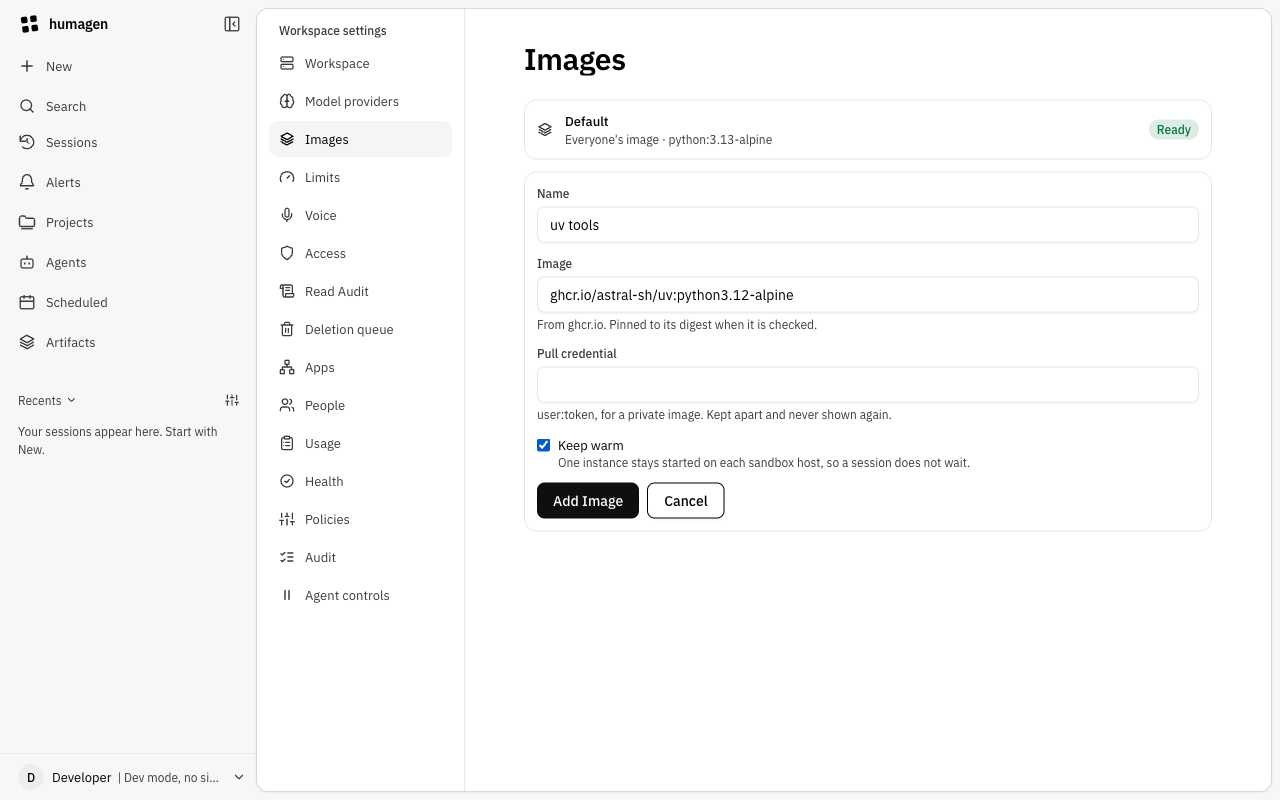 humagen
New
Search
Sessions
Alerts
Projects
Agents
Scheduled
Artifacts
Recents
Your sessions appear here. Start with
New.
D
Developer | Dev mode, no si...
Workspace settings
Workspace
Model providers
Images
Limits
Voice
Access
Read Audit
Deletion queue
Apps
People
Usage
Health
Policies
Audit
Agent controls
Images
Default
Everyone's image · python:3.13-alpine
Ready
Name
uv tools
Image
ghcr.io/astral-sh/uv:python3.12-alpine
From ghcr.io. Pinned to its digest when it is checked.
Pull credential
user:token, for a private image. Kept apart and never shown again.
Keep warm
One instance stays started on each sandbox host, so a session does not wait.
Add Image
Cancel